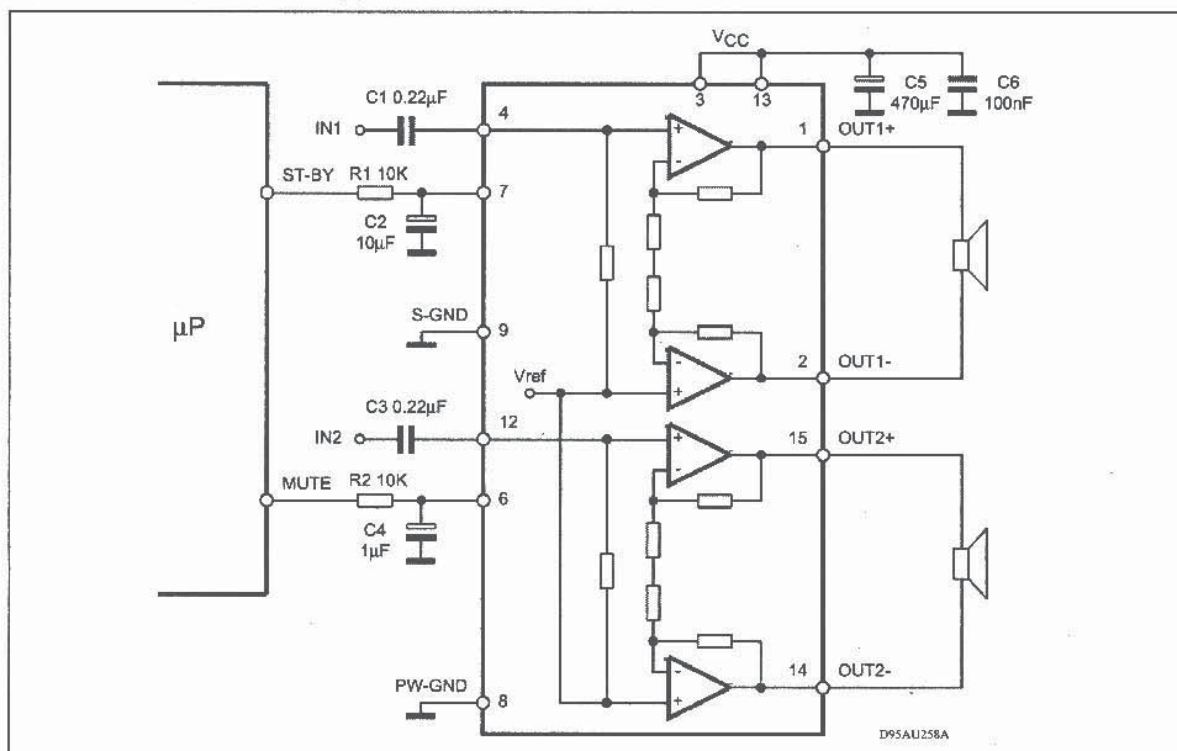 VCC
3
13
C5
470µF
C6
100nF
C1 0.22µF
IN1
4
1
OUT1+
+
-
ST-BY
R1 10K
7
C2
10µF
µP
S-GND
9
-
+
2
OUT1-
Vref
C3 0.22µF
12
IN2
+
-
15
OUT2+
MUTE
R2 10K
6
C4
1µF
-
+
14
OUT2-
PW-GND
8
D95AU258A